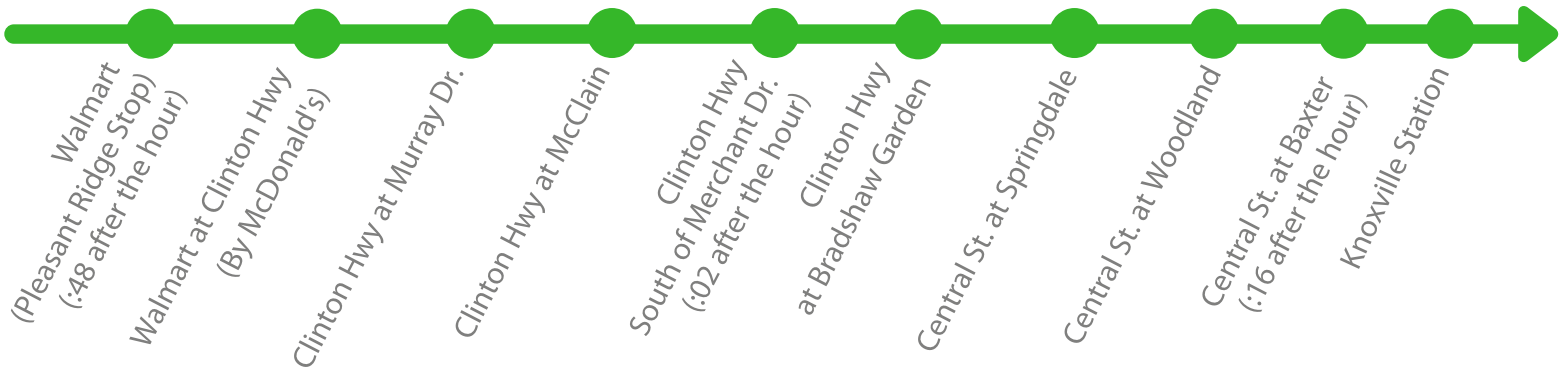 Walmart
(Pleasant Ridge Stop)
(:48 after the hour)
Walmart at Clinton Hwy
(By McDonald's)
Clinton Hwy at Murray Dr.
Clinton Hwy at McClain
Clinton Hwy
South of Merchant Dr.
(:02 after the hour)
Clinton Hwy
at Bradshaw Garden
Central St. at Springdale
Central St. at Woodland
Central St. at Baxter
(:16 after the hour)
Knoxville Station